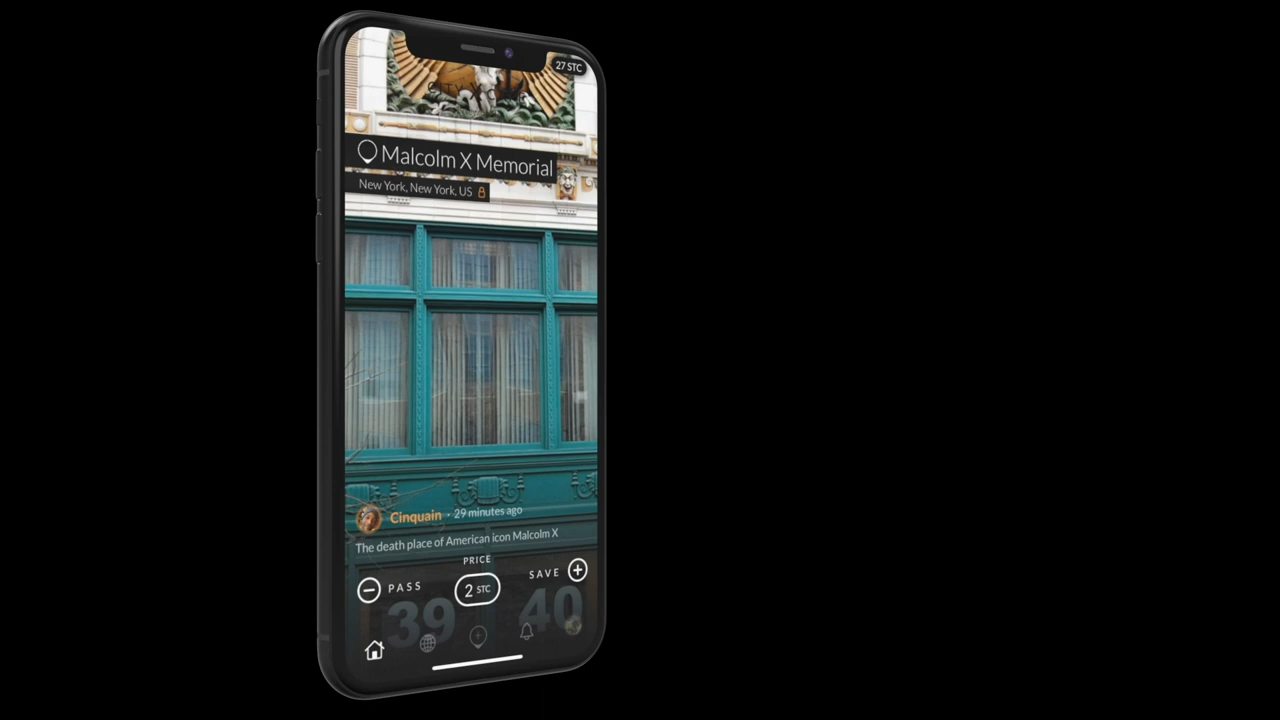 27 STC
Malcolm X Memorial
New York, New York, US
Cinquain · 29 minutes ago
The death place of American icon Malcolm X
PRICE
PASS
2 STC
SAVE
39
40